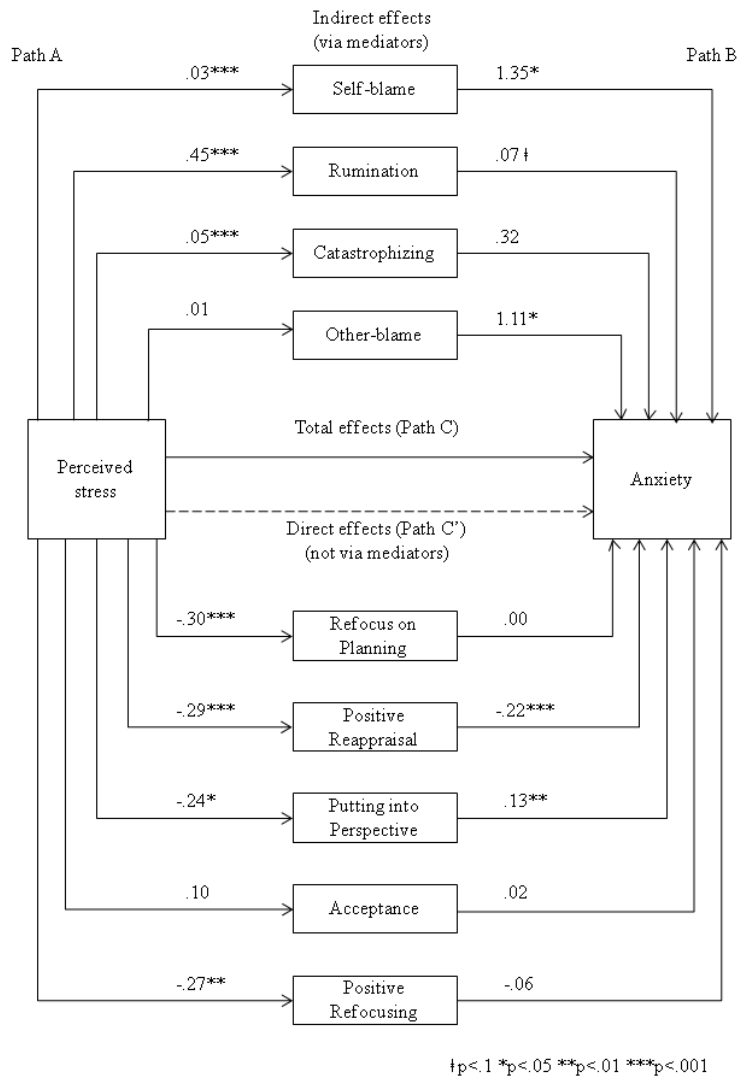 Indirect effects
(via mediators)
Path A
Path B
.03***
Self-blame
1.35*
.45***
Rumination
.07 ƚ
.05***
Catastrophizing
.32
.01
Other-blame
1.11*
Total effects (Path C)
Perceived
stress
Anxiety
Direct effects (Path C’)
(not via mediators)
-.30***
Refocus on
Planning
.00
-.29***
Positive
Reappraisal
-.22***
-.24*
Putting into
Perspective
.13**
.10
Acceptance
.02
-.27**
Positive
Refocusing
-.06
ƚp<.1 *p<.05 **p<.01 ***p<.001